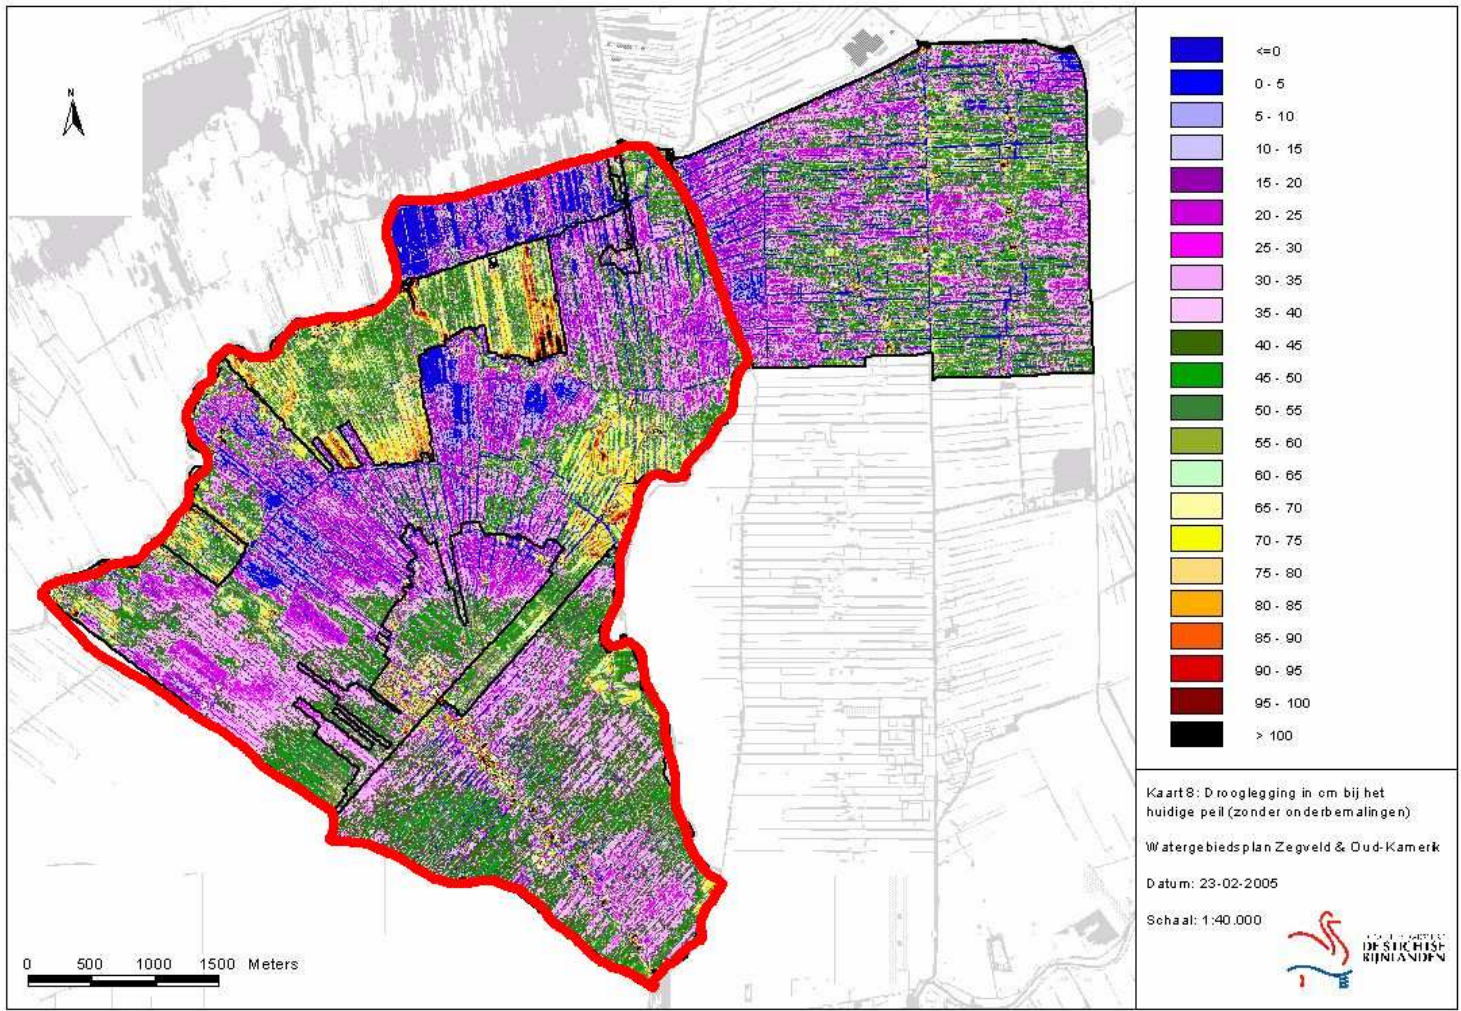 N
<=0
0 - 5
5 - 10
10 - 15
15 - 20
20 - 25
25 - 30
30 - 35
35 - 40
40 - 45
45 - 50
50 - 55
55 - 60
60 - 65
65 - 70
70 - 75
75 - 80
80 - 85
85 - 90
90 - 95
95 - 100
> 100
Kaart 8: Drooglegging in cm bij het
huidige peil (zonder onderbemalingen)
Watergebiedsplan Zegveld & Oud-Kamerik
Datum: 23-02-2005
Schaal: 1:40.000
DE STICHTSE
RIJNLANDEN
0 500 1000 1500 Meters